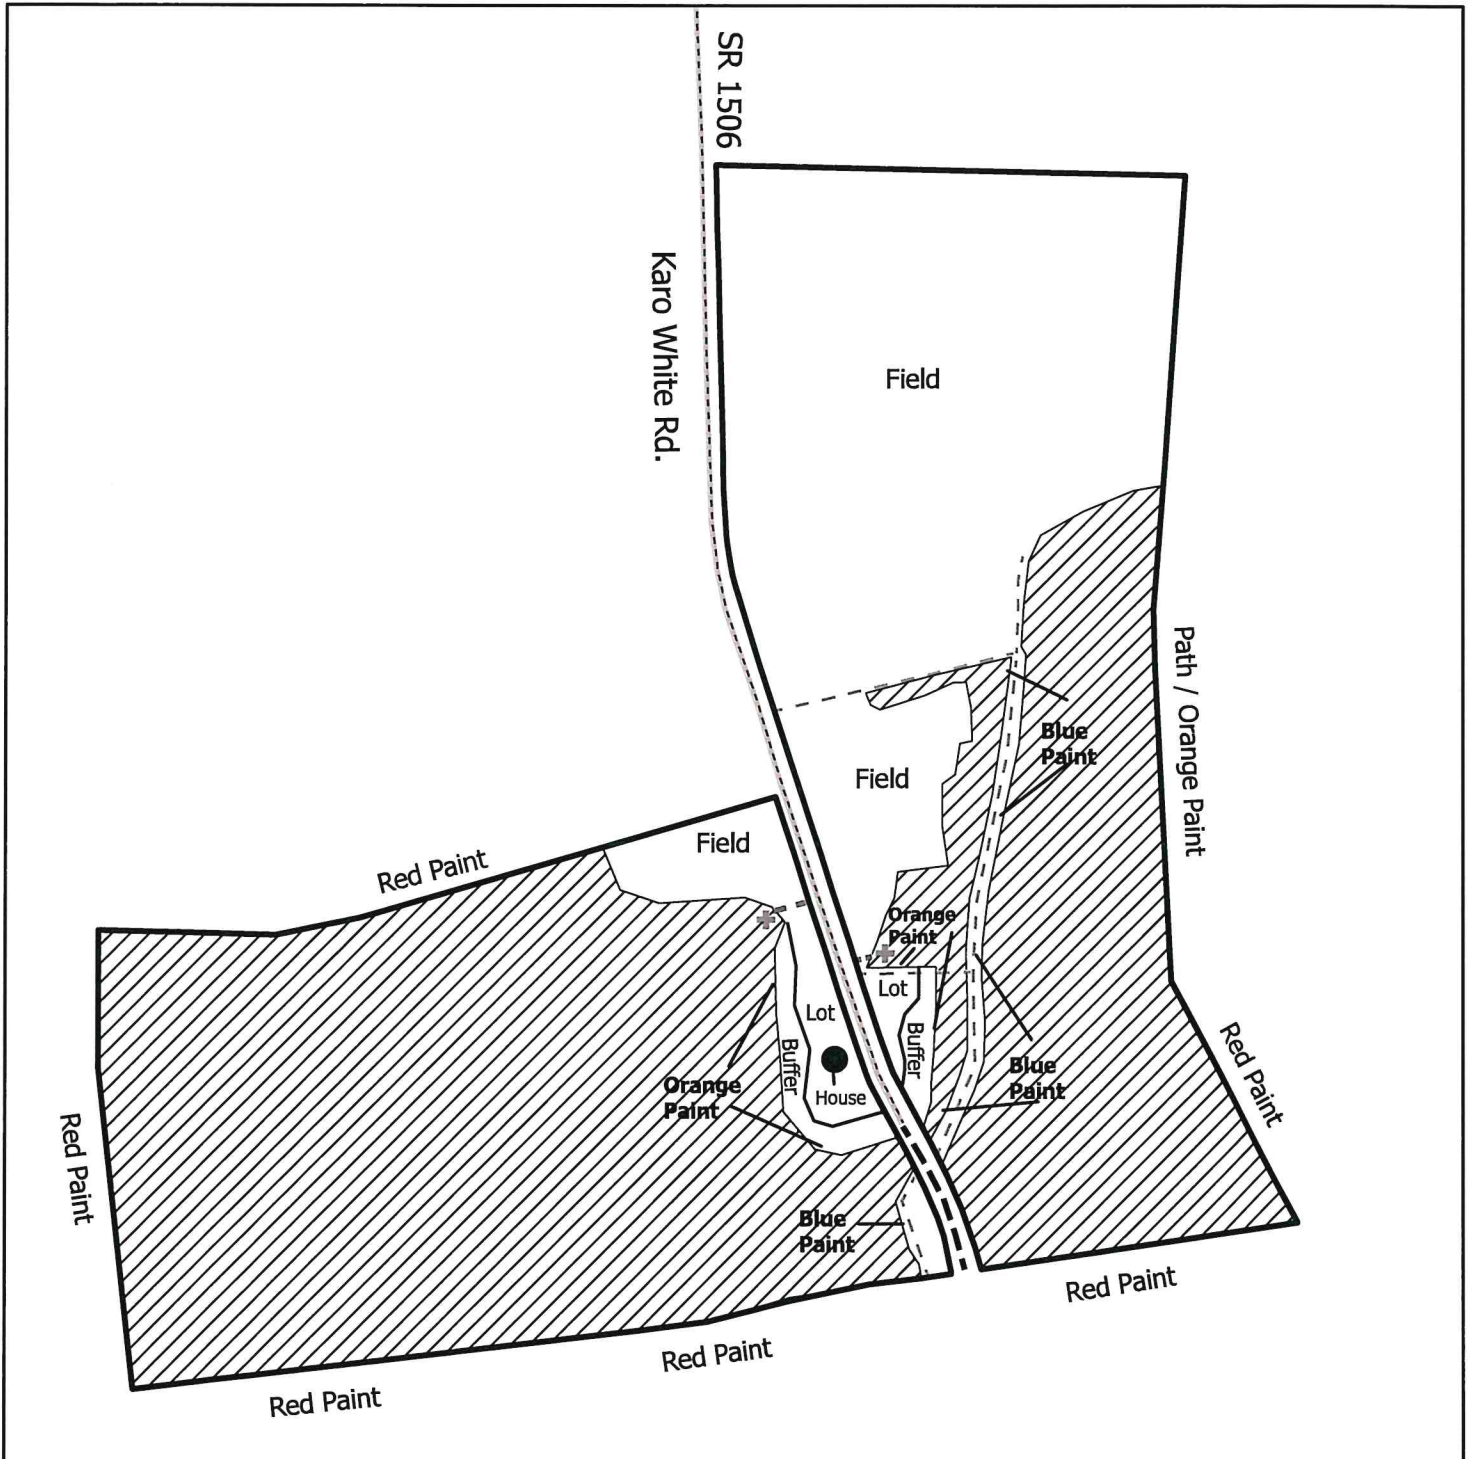 SR 1506
Karo White Rd.
Field
Path / Orange Paint
Blue
Paint
Field
Field
Red Paint
Orange
Paint
Lot
Lot
Buffer
Buffer
House
Orange
Paint
Blue
Paint
Red Paint
Red Paint
Blue
Paint
Red Paint
Red Paint
Red Paint